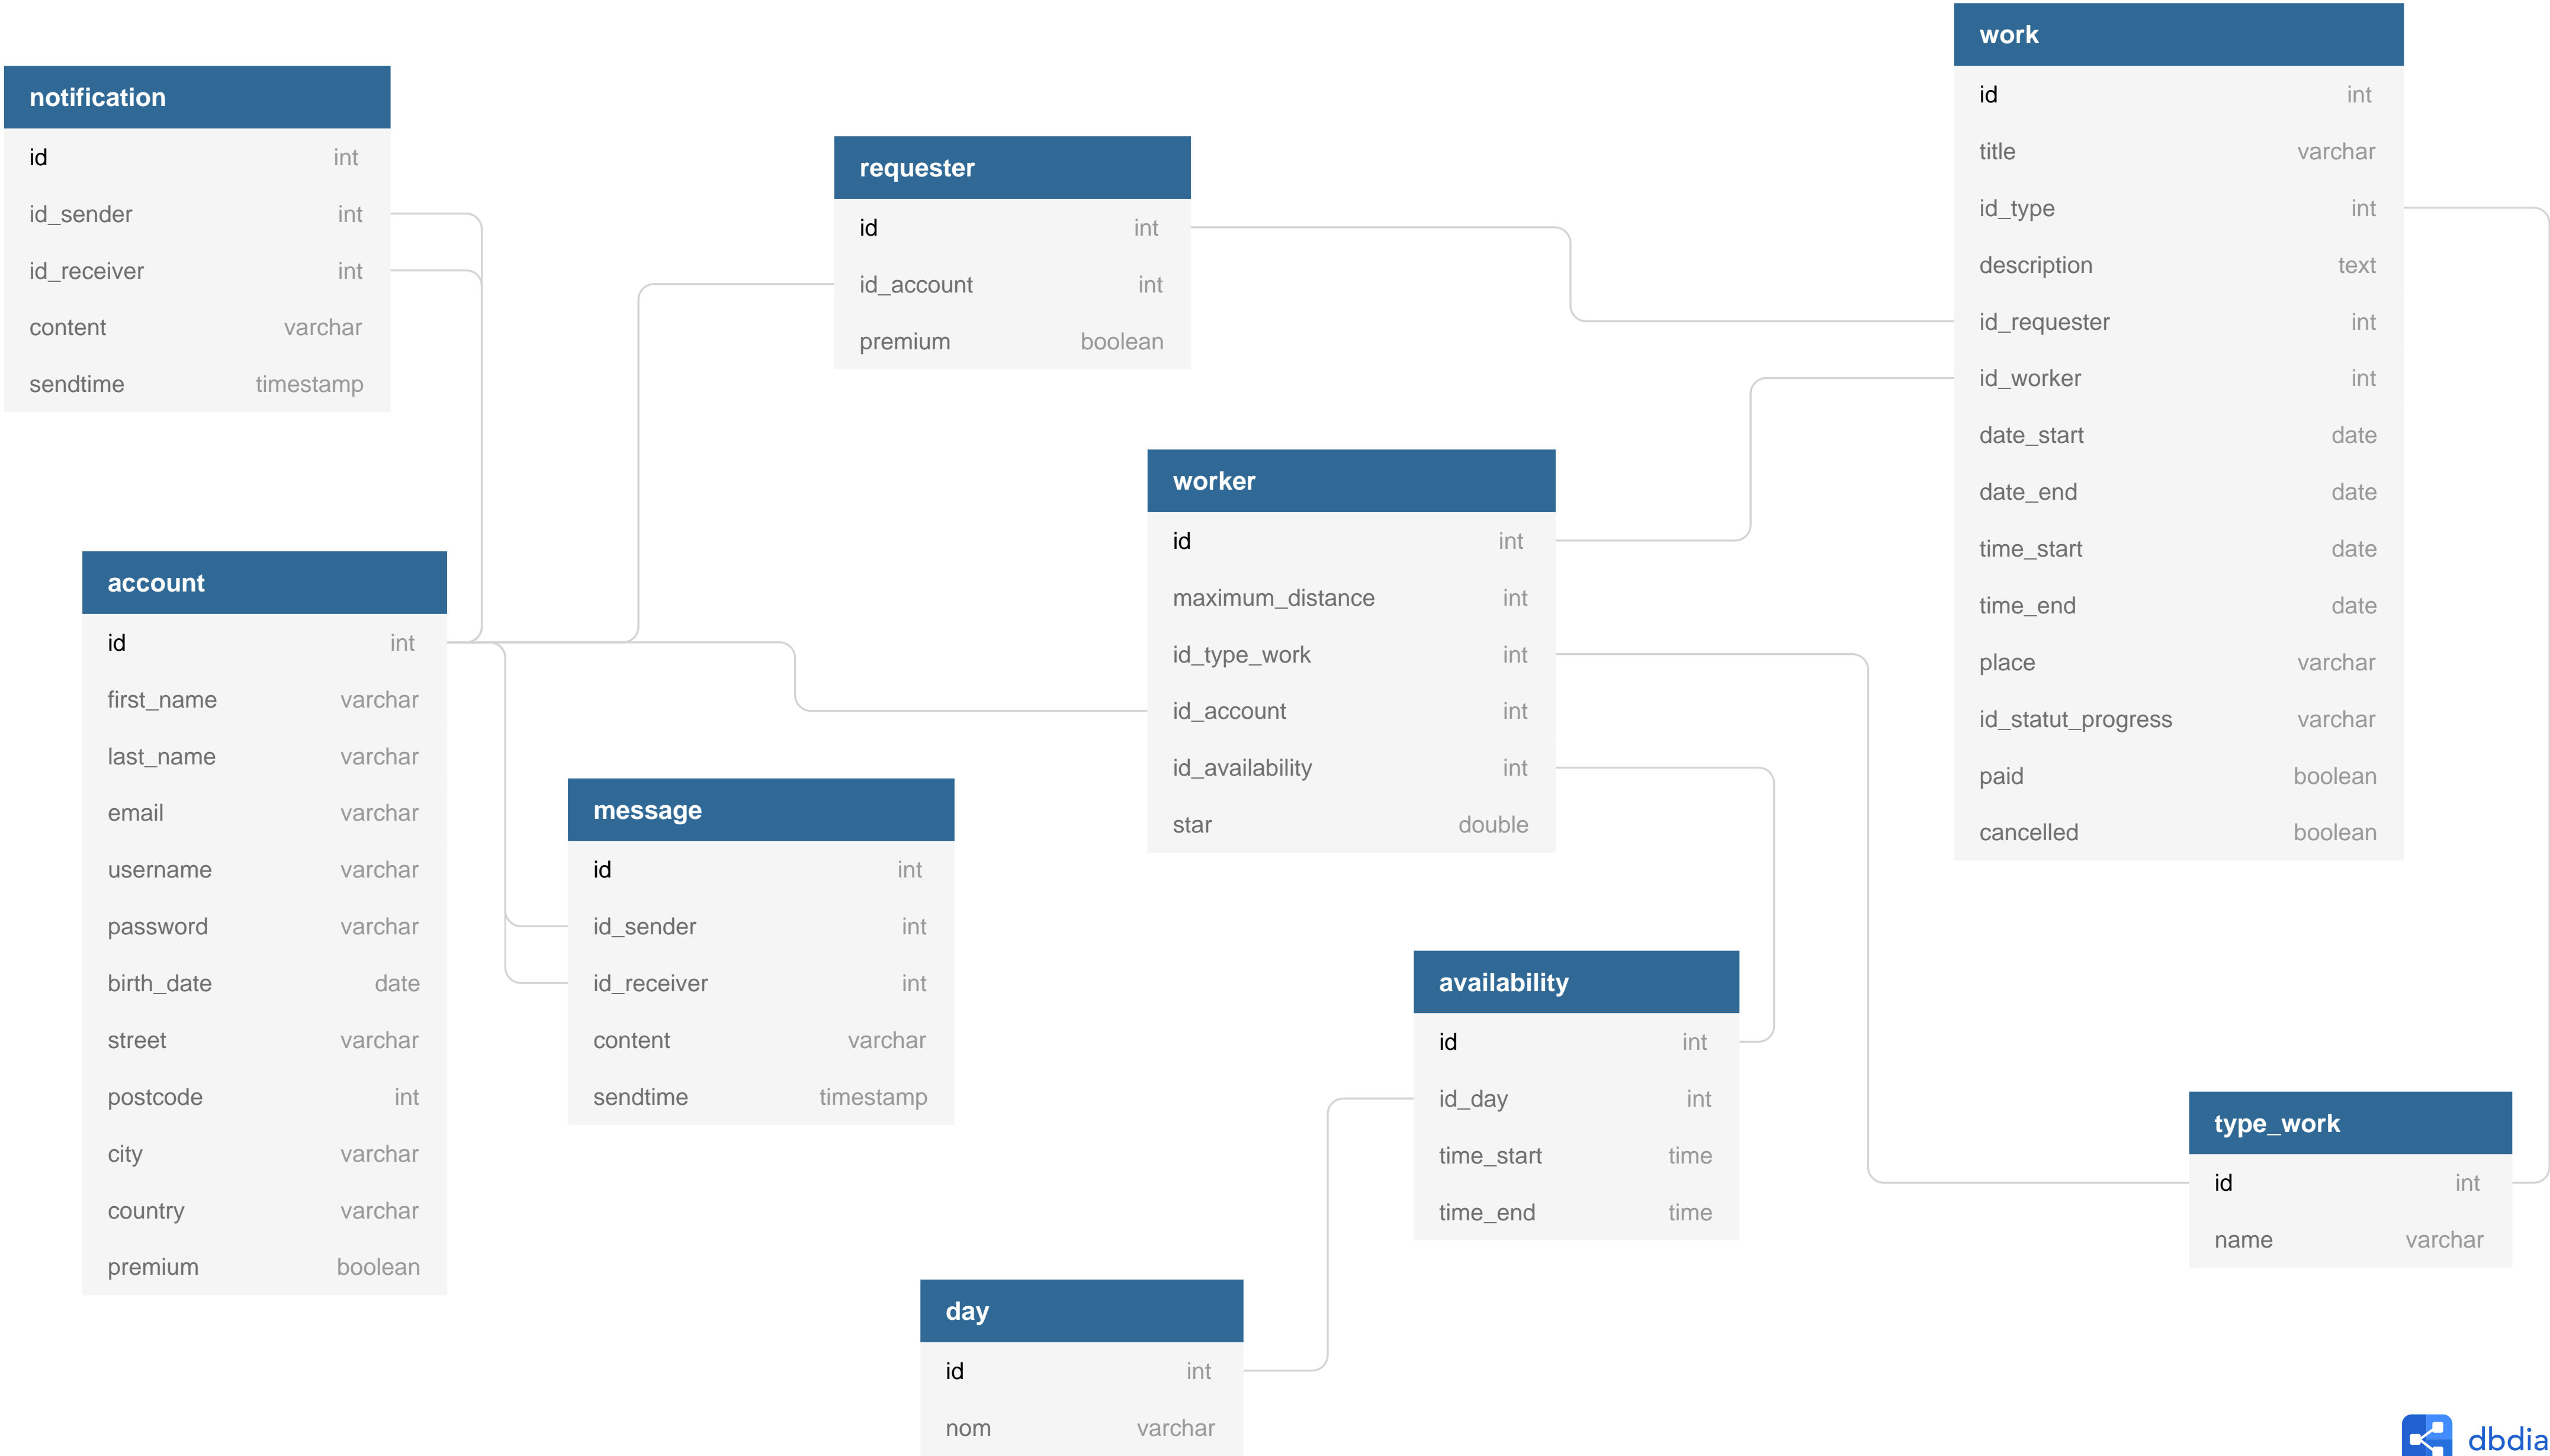 notification
id int
id_sender int
id_receiver int
content varchar
sendtime timestamp
account
id int
first_name varchar
last_name varchar
email varchar
username varchar
password varchar
birth_date date
street varchar
postcode int
city varchar
country varchar
premium boolean
requester
id int
id_account int
premium boolean
message
id int
id_sender int
id_receiver int
content varchar
sendtime timestamp
worker
id int
maximum_distance int
id_type_work int
id_account int
id_availability int
star double
availability
id int
id_day int
time_start time
time_end time
day
id int
nom varchar
work
id int
title varchar
id_type int
description text
id_requester int
id_worker int
date_start date
date_end date
time_start date
time_end date
place varchar
id_statut_progress varchar
paid boolean
cancelled boolean
type_work
id int
name varchar
dbdia